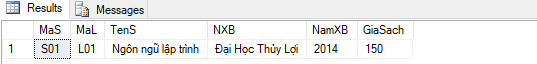 Results Messages
MaS MaL TenS NXB NamXB GiaSach
1 S01 L01 Ngôn ngữ lập trình Đại Học Thủy Lợi 2014 150